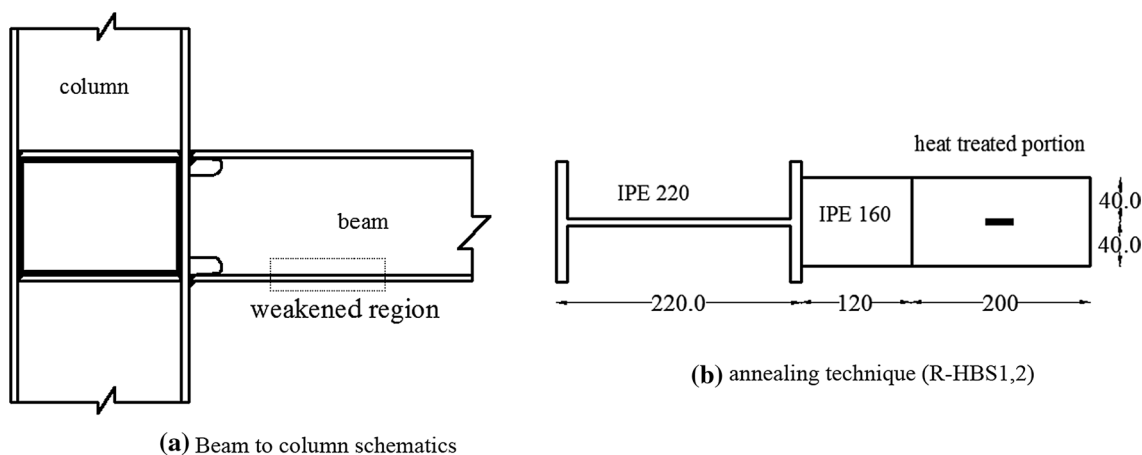 column
beam
weakened region
(a) Beam to column schematics
heat treated portion
IPE 220
IPE 160
40.0
40.0
220.0
120
200
(b) annealing technique (R-HBS1,2)